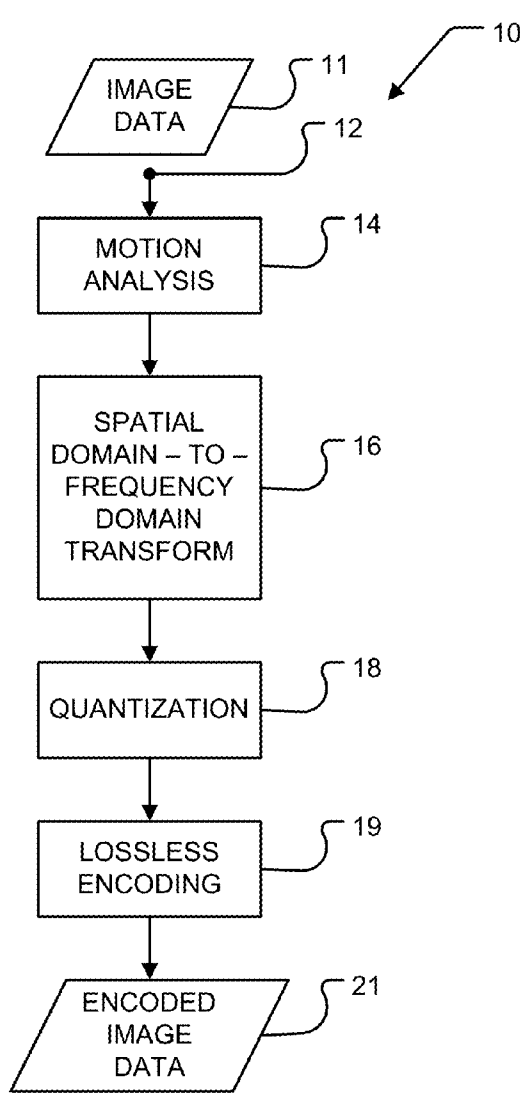 10
IMAGE
DATA
11
12
MOTION
ANALYSIS
14
SPATIAL
DOMAIN – TO –
FREQUENCY
DOMAIN
TRANSFORM
16
QUANTIZATION
18
LOSSLESS
ENCODING
19
ENCODED
IMAGE
DATA
21